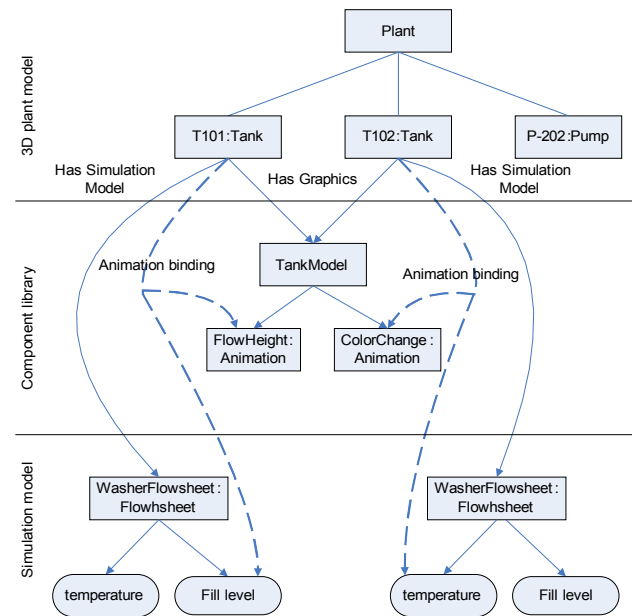 Plant
3D plant model
T101:Tank
T102:Tank
P-202:Pump
Has Simulation
Model
Has Graphics
Has Simulation
Model
Component library
Animation binding
TankModel
Animation binding
FlowHeight:
Animation
ColorChange:
Animation
Simulation model
WasherFlowsheet:
Flowhsheet
WasherFlowsheet:
Flowhsheet
temperature
Fill level
temperature
Fill level